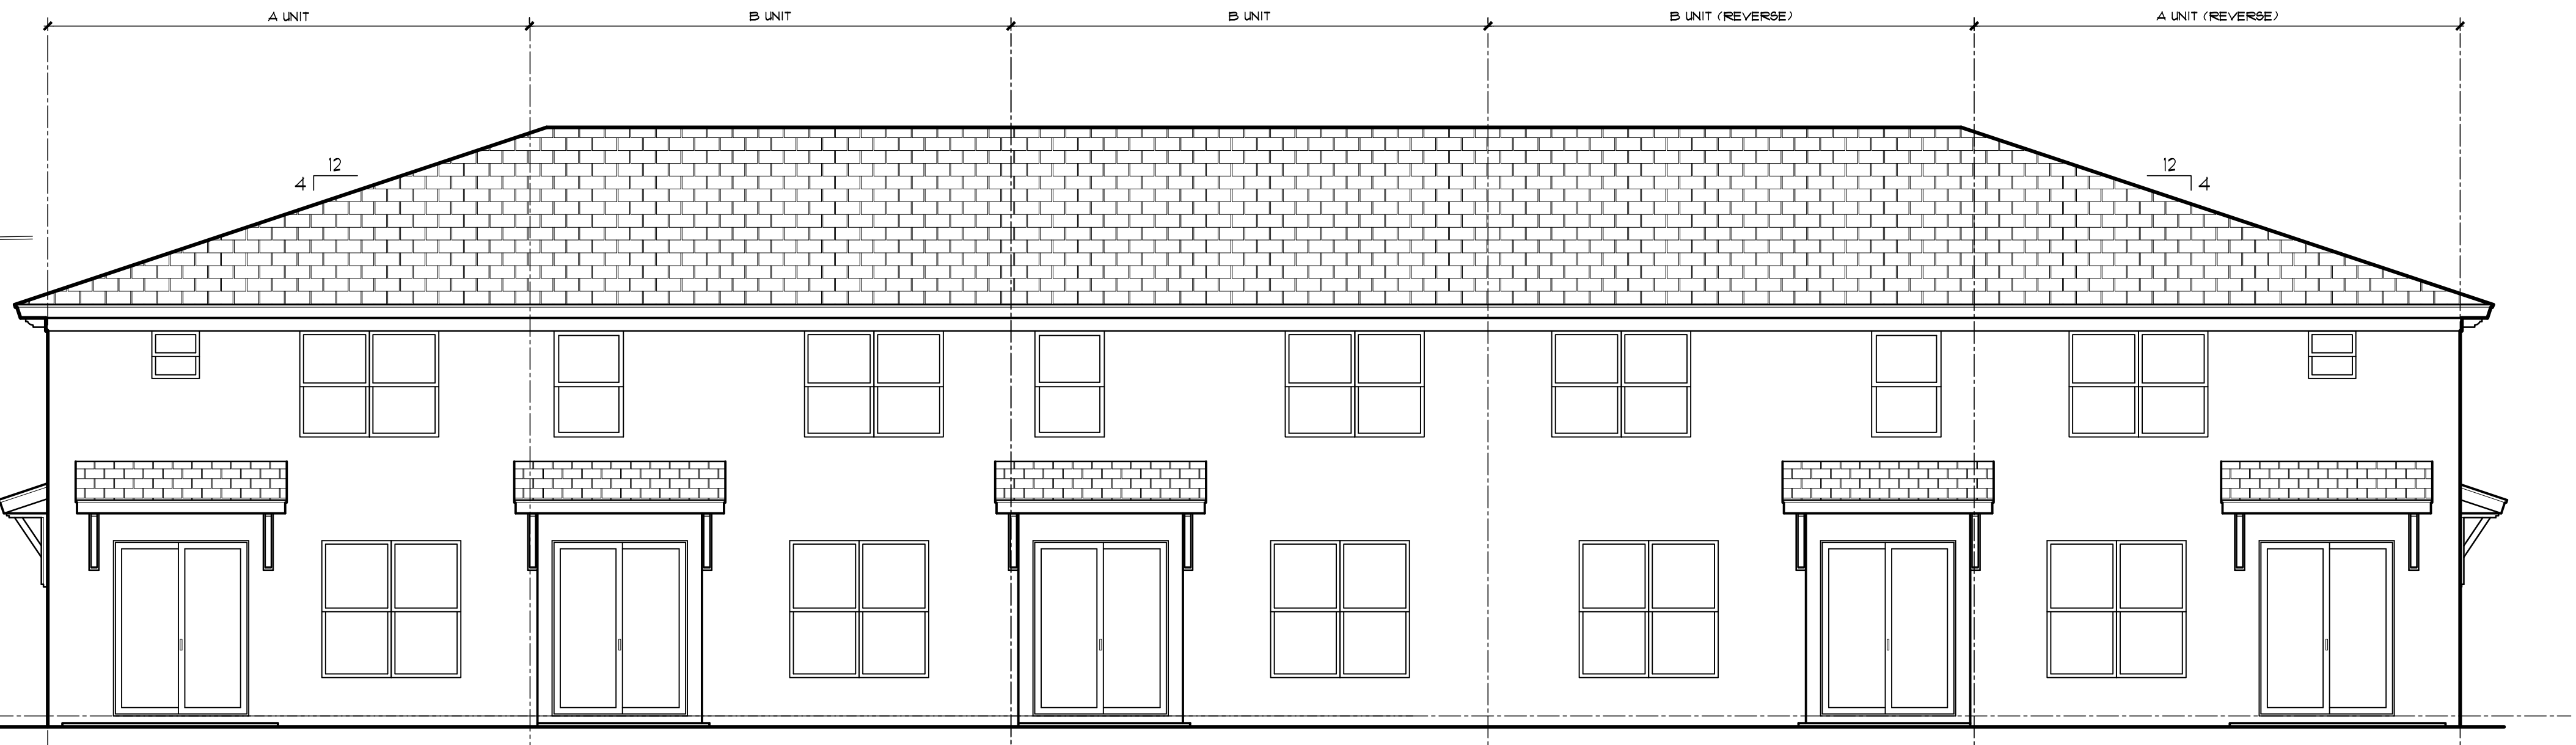 A UNIT
B UNIT
B UNIT
B UNIT (REVERSE)
A UNIT (REVERSE)
12
4
12
4